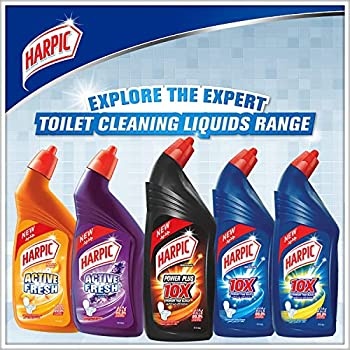 HARPIC
EXPLORE THE EXPERT
TOILET CLEANING LIQUIDS RANGE
NEW
HARPIC
ACTIVE
FRESH
NEW
HARPIC
ACTIVE
FRESH
HARPIC
POWER PLUS
10X
NEW
HARPIC
10X
NEW
HARPIC
10X